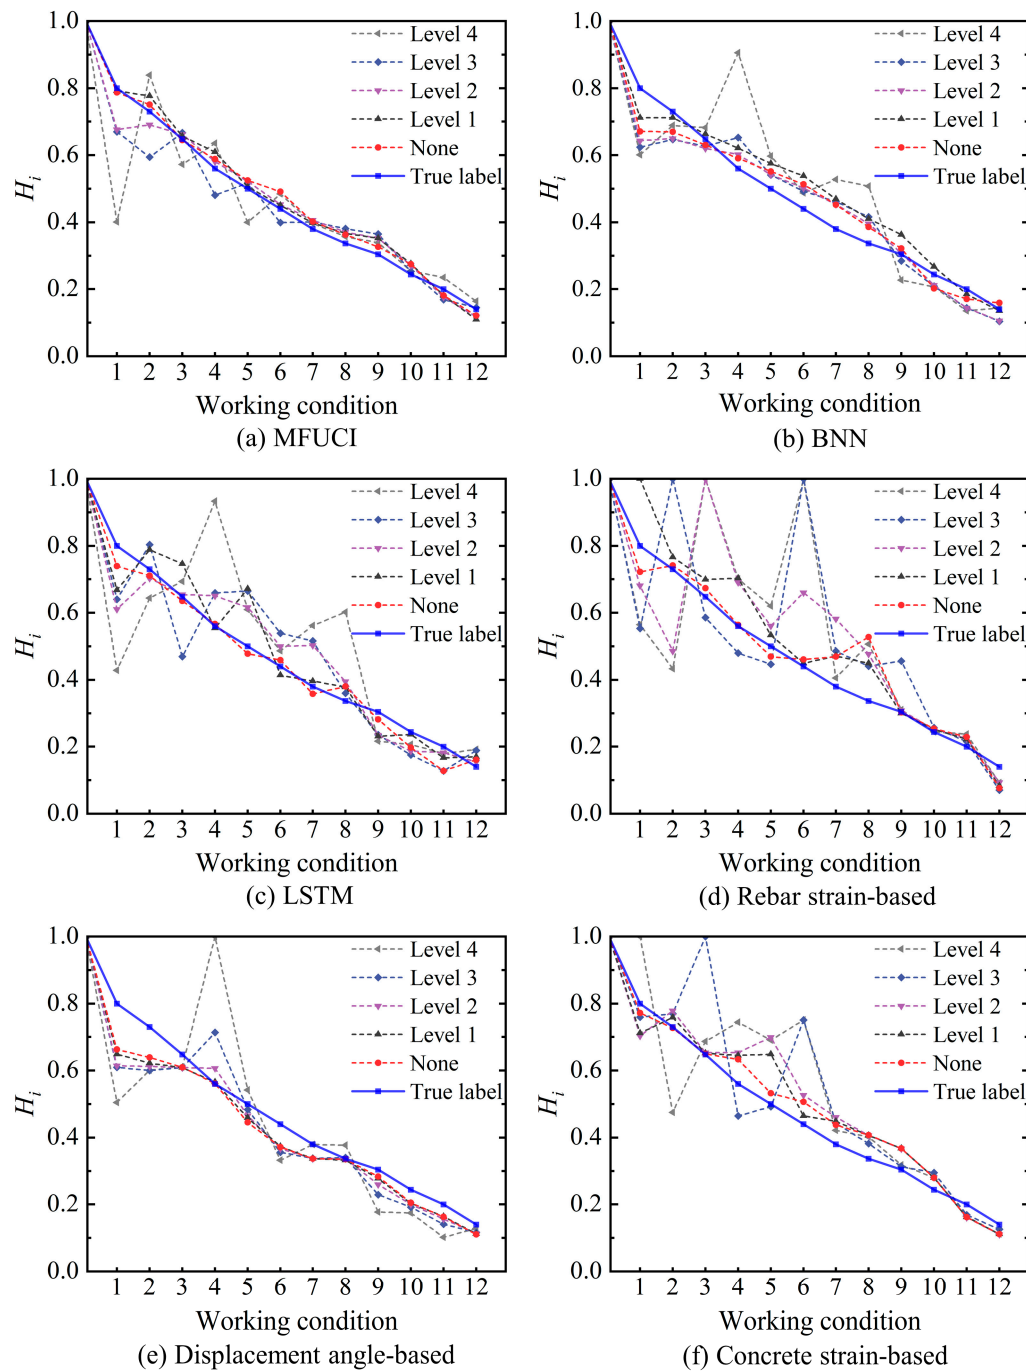 1.0
0.8
0.6
0.4
0.2
0.0
H_i
Level 4
Level 3
Level 2
Level 1
None
True label
1 2 3 4 5 6 7 8 9 10 11 12
Working condition
(a) MFUCI
1.0
0.8
0.6
0.4
0.2
0.0
H_i
Level 4
Level 3
Level 2
Level 1
None
True label
1 2 3 4 5 6 7 8 9 10 11 12
Working condition
(b) BNN
1.0
0.8
0.6
0.4
0.2
0.0
H_i
Level 4
Level 3
Level 2
Level 1
None
True label
1 2 3 4 5 6 7 8 9 10 11 12
Working condition
(c) LSTM
1.0
0.8
0.6
0.4
0.2
0.0
H_i
Level 4
Level 3
Level 2
Level 1
None
True label
1 2 3 4 5 6 7 8 9 10 11 12
Working condition
(d) Rebar strain-based
1.0
0.8
0.6
0.4
0.2
0.0
H_i
Level 4
Level 3
Level 2
Level 1
None
True label
1 2 3 4 5 6 7 8 9 10 11 12
Working condition
(e) Displacement angle-based
1.0
0.8
0.6
0.4
0.2
0.0
H_i
Level 4
Level 3
Level 2
Level 1
None
True label
1 2 3 4 5 6 7 8 9 10 11 12
Working condition
(f) Concrete strain-based